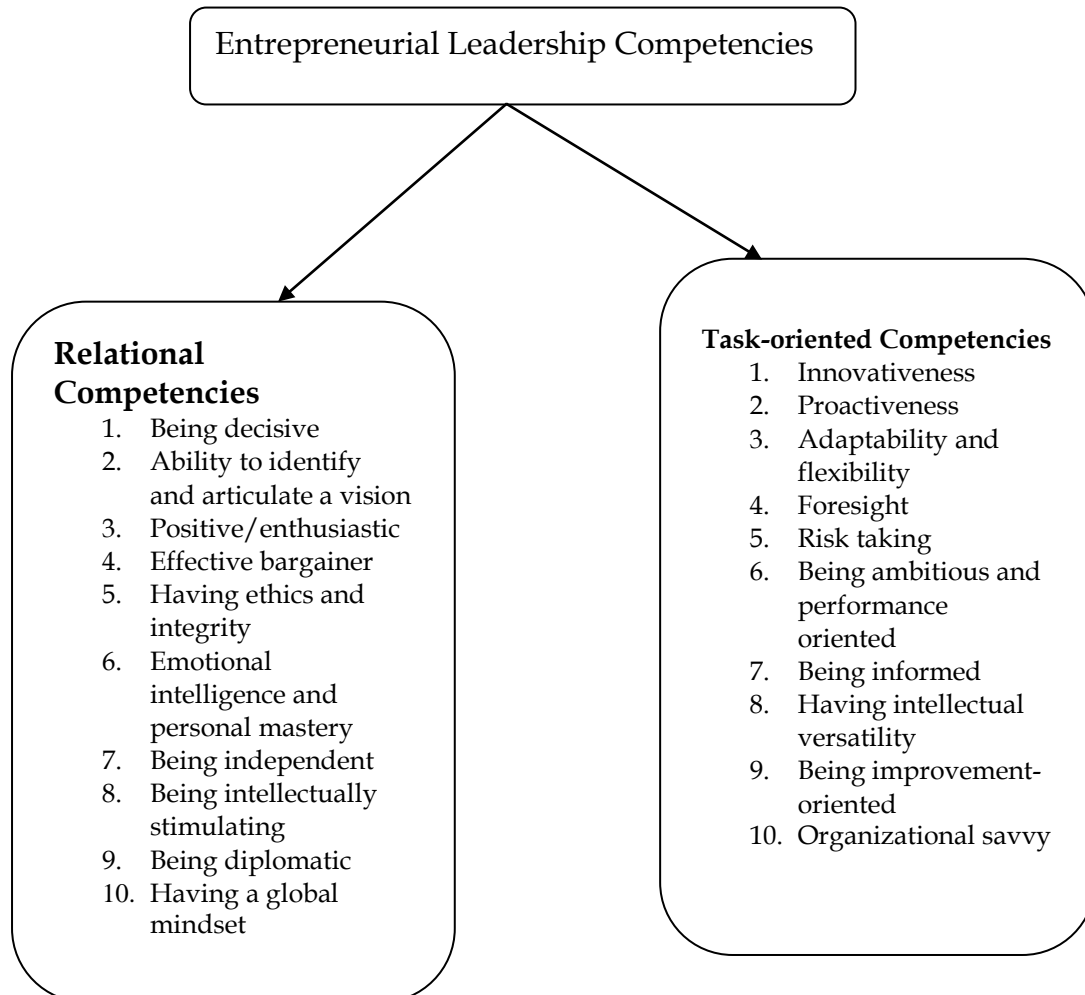 Entrepreneurial Leadership Competencies
Relational
Competencies
1. Being decisive
2. Ability to identify
and articulate a vision
3. Positive/enthusiastic
4. Effective bargainer
5. Having ethics and
integrity
6. Emotional
intelligence and
personal mastery
7. Being independent
8. Being intellectually
stimulating
9. Being diplomatic
10. Having a global
mindset
Task-oriented Competencies
1. Innovativeness
2. Proactiveness
3. Adaptability and
flexibility
4. Foresight
5. Risk taking
6. Being ambitious and
performance
oriented
7. Being informed
8. Having intellectual
versatility
9. Being improvement-
oriented
10. Organizational savvy